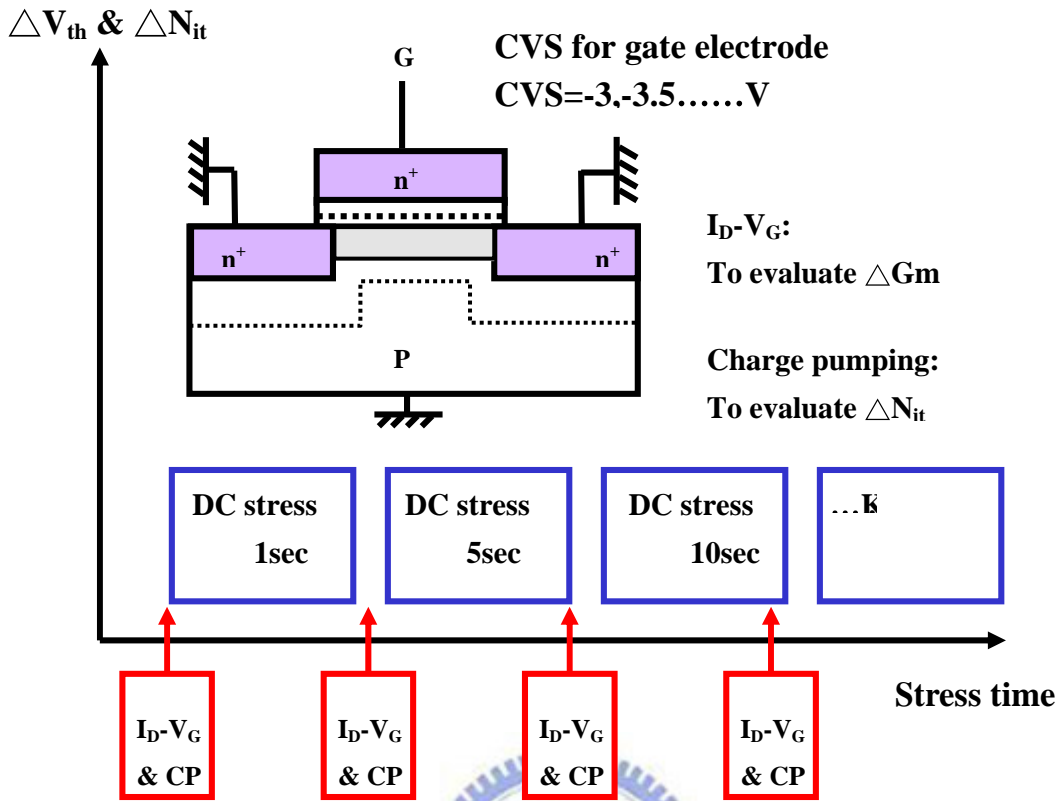 △Vth & △Nit
CVS for gate electrode
CVS=-3,-3.5……V
G
n+
n+
n+
P
ID-VG:
To evaluate △Gm
Charge pumping:
To evaluate △Nit
DC stress
1sec
DC stress
5sec
DC stress
10sec
Stress time
ID-VG
& CP
ID-VG
& CP
ID-VG
& CP
ID-VG
& CP